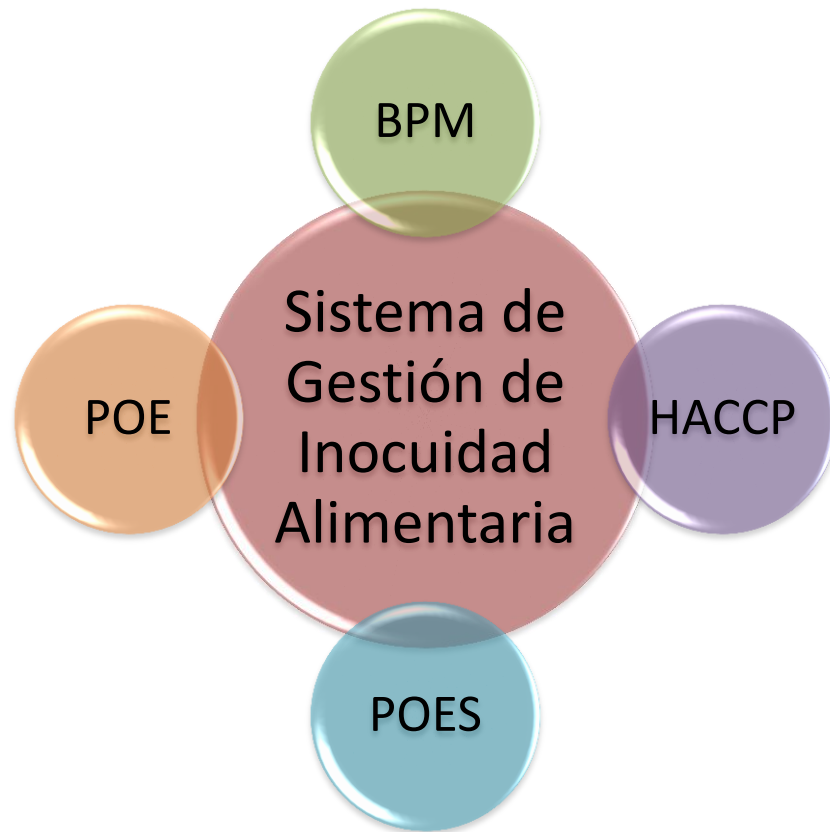 BPM
Sistema de
Gestión de
Inocuidad
Alimentaria
POE
HACCP
POES